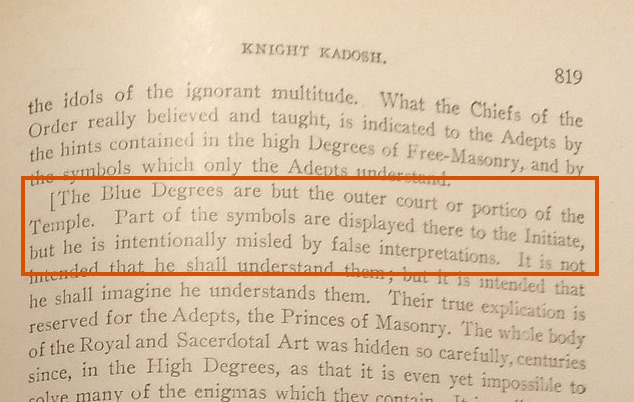 KNIGHT KADOSH.
819
the idols of the ignorant multitude. What the Chiefs of the
Order really believed and taught, is indicated to the Adepts by
the hints contained in the high Degrees of Free-Masonry, and by
the symbols which only the Adepts understand.
[The Blue Degrees are but the outer court or portico of the
Temple. Part of the symbols are displayed there to the Initiate,
but he is intentionally misled by false interpretations. It is not
intended that he shall understand them; but it is intended that
he shall imagine he understands them. Their true explication is
reserved for the Adepts, the Princes of Masonry. The whole body
of the Royal and Sacerdotal Art was hidden so carefully, centuries
since, in the High Degrees, as that it is even yet impossible to
solve many of the enigmas which they contain. It is